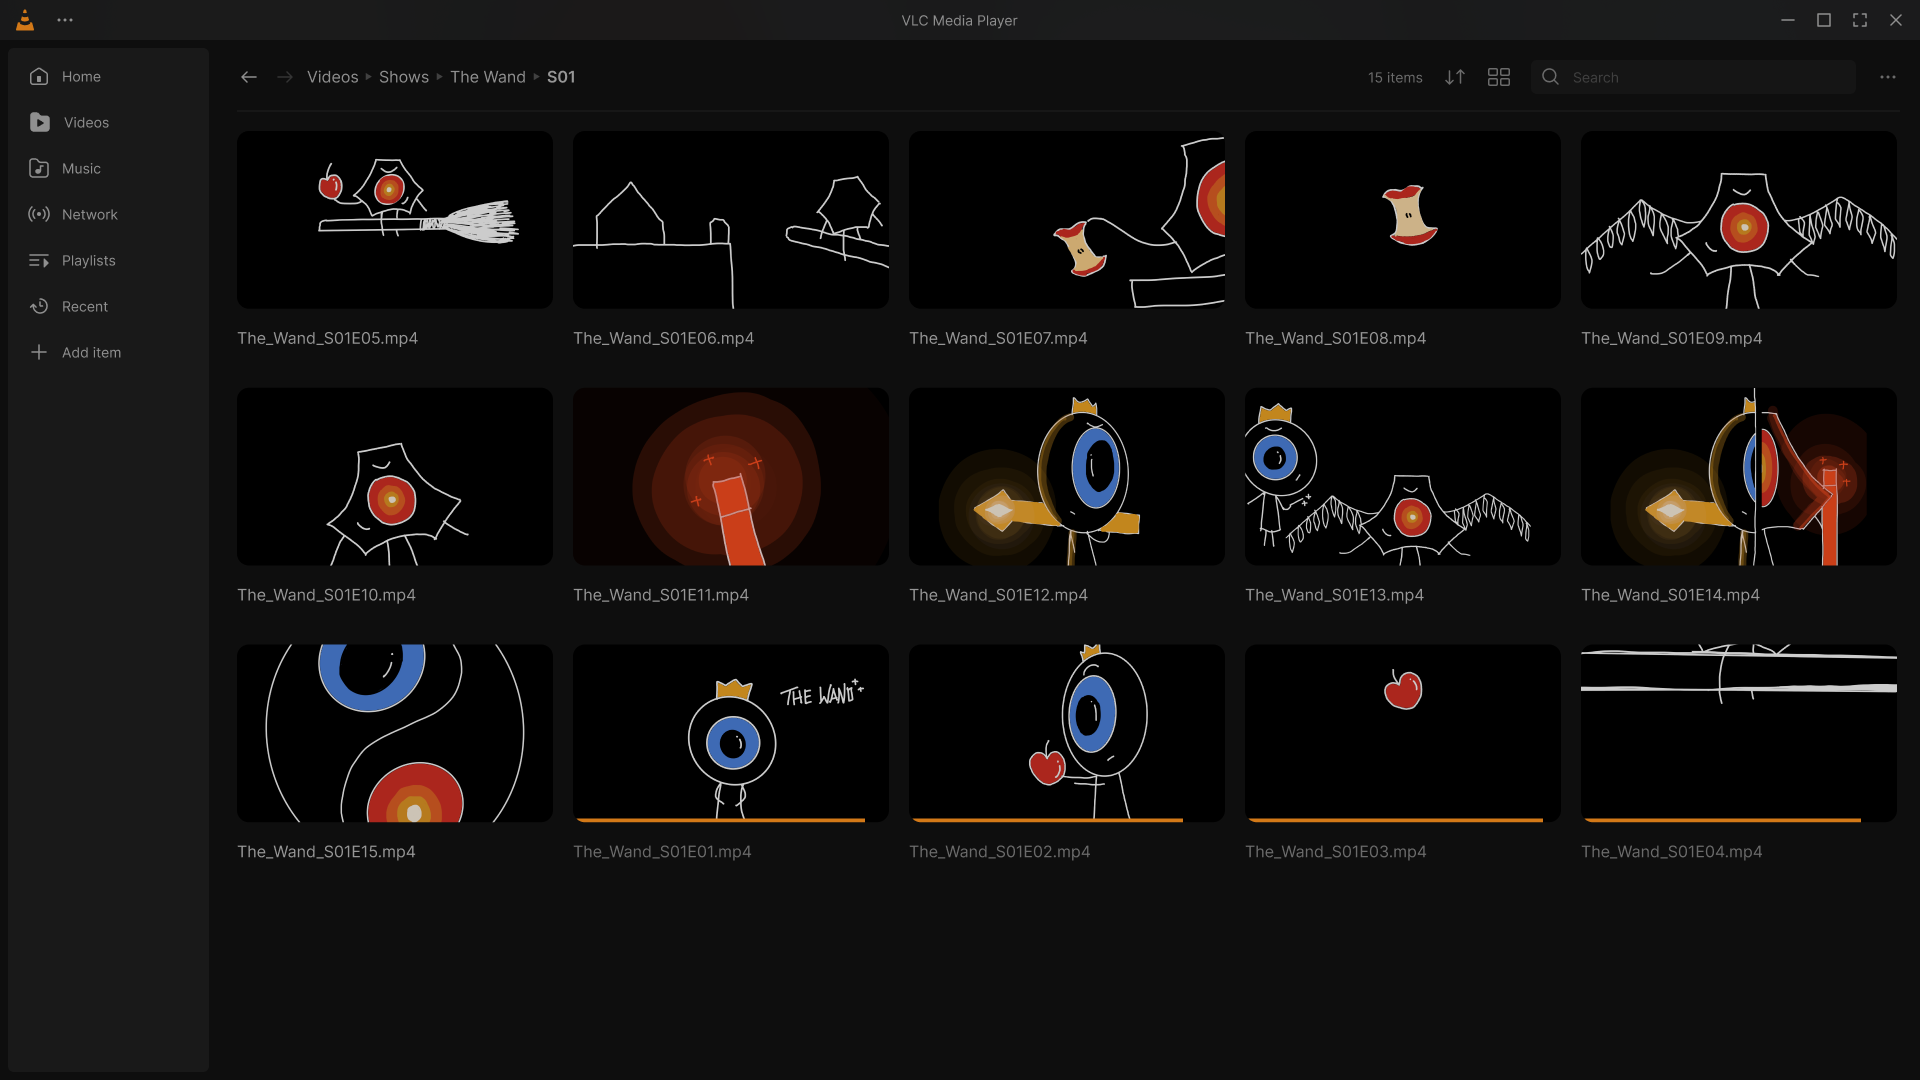 VLC Media Player
Home
Videos
Music
Network
Playlists
Recent
Add item
Videos Shows The Wand S01
15 items
Search
The_Wand_S01E05.mp4
The_Wand_S01E06.mp4
The_Wand_S01E07.mp4
The_Wand_S01E08.mp4
The_Wand_S01E09.mp4
The_Wand_S01E10.mp4
The_Wand_S01E11.mp4
The_Wand_S01E12.mp4
The_Wand_S01E13.mp4
The_Wand_S01E14.mp4
THE WAND
The_Wand_S01E15.mp4
The_Wand_S01E01.mp4
The_Wand_S01E02.mp4
The_Wand_S01E03.mp4
The_Wand_S01E04.mp4